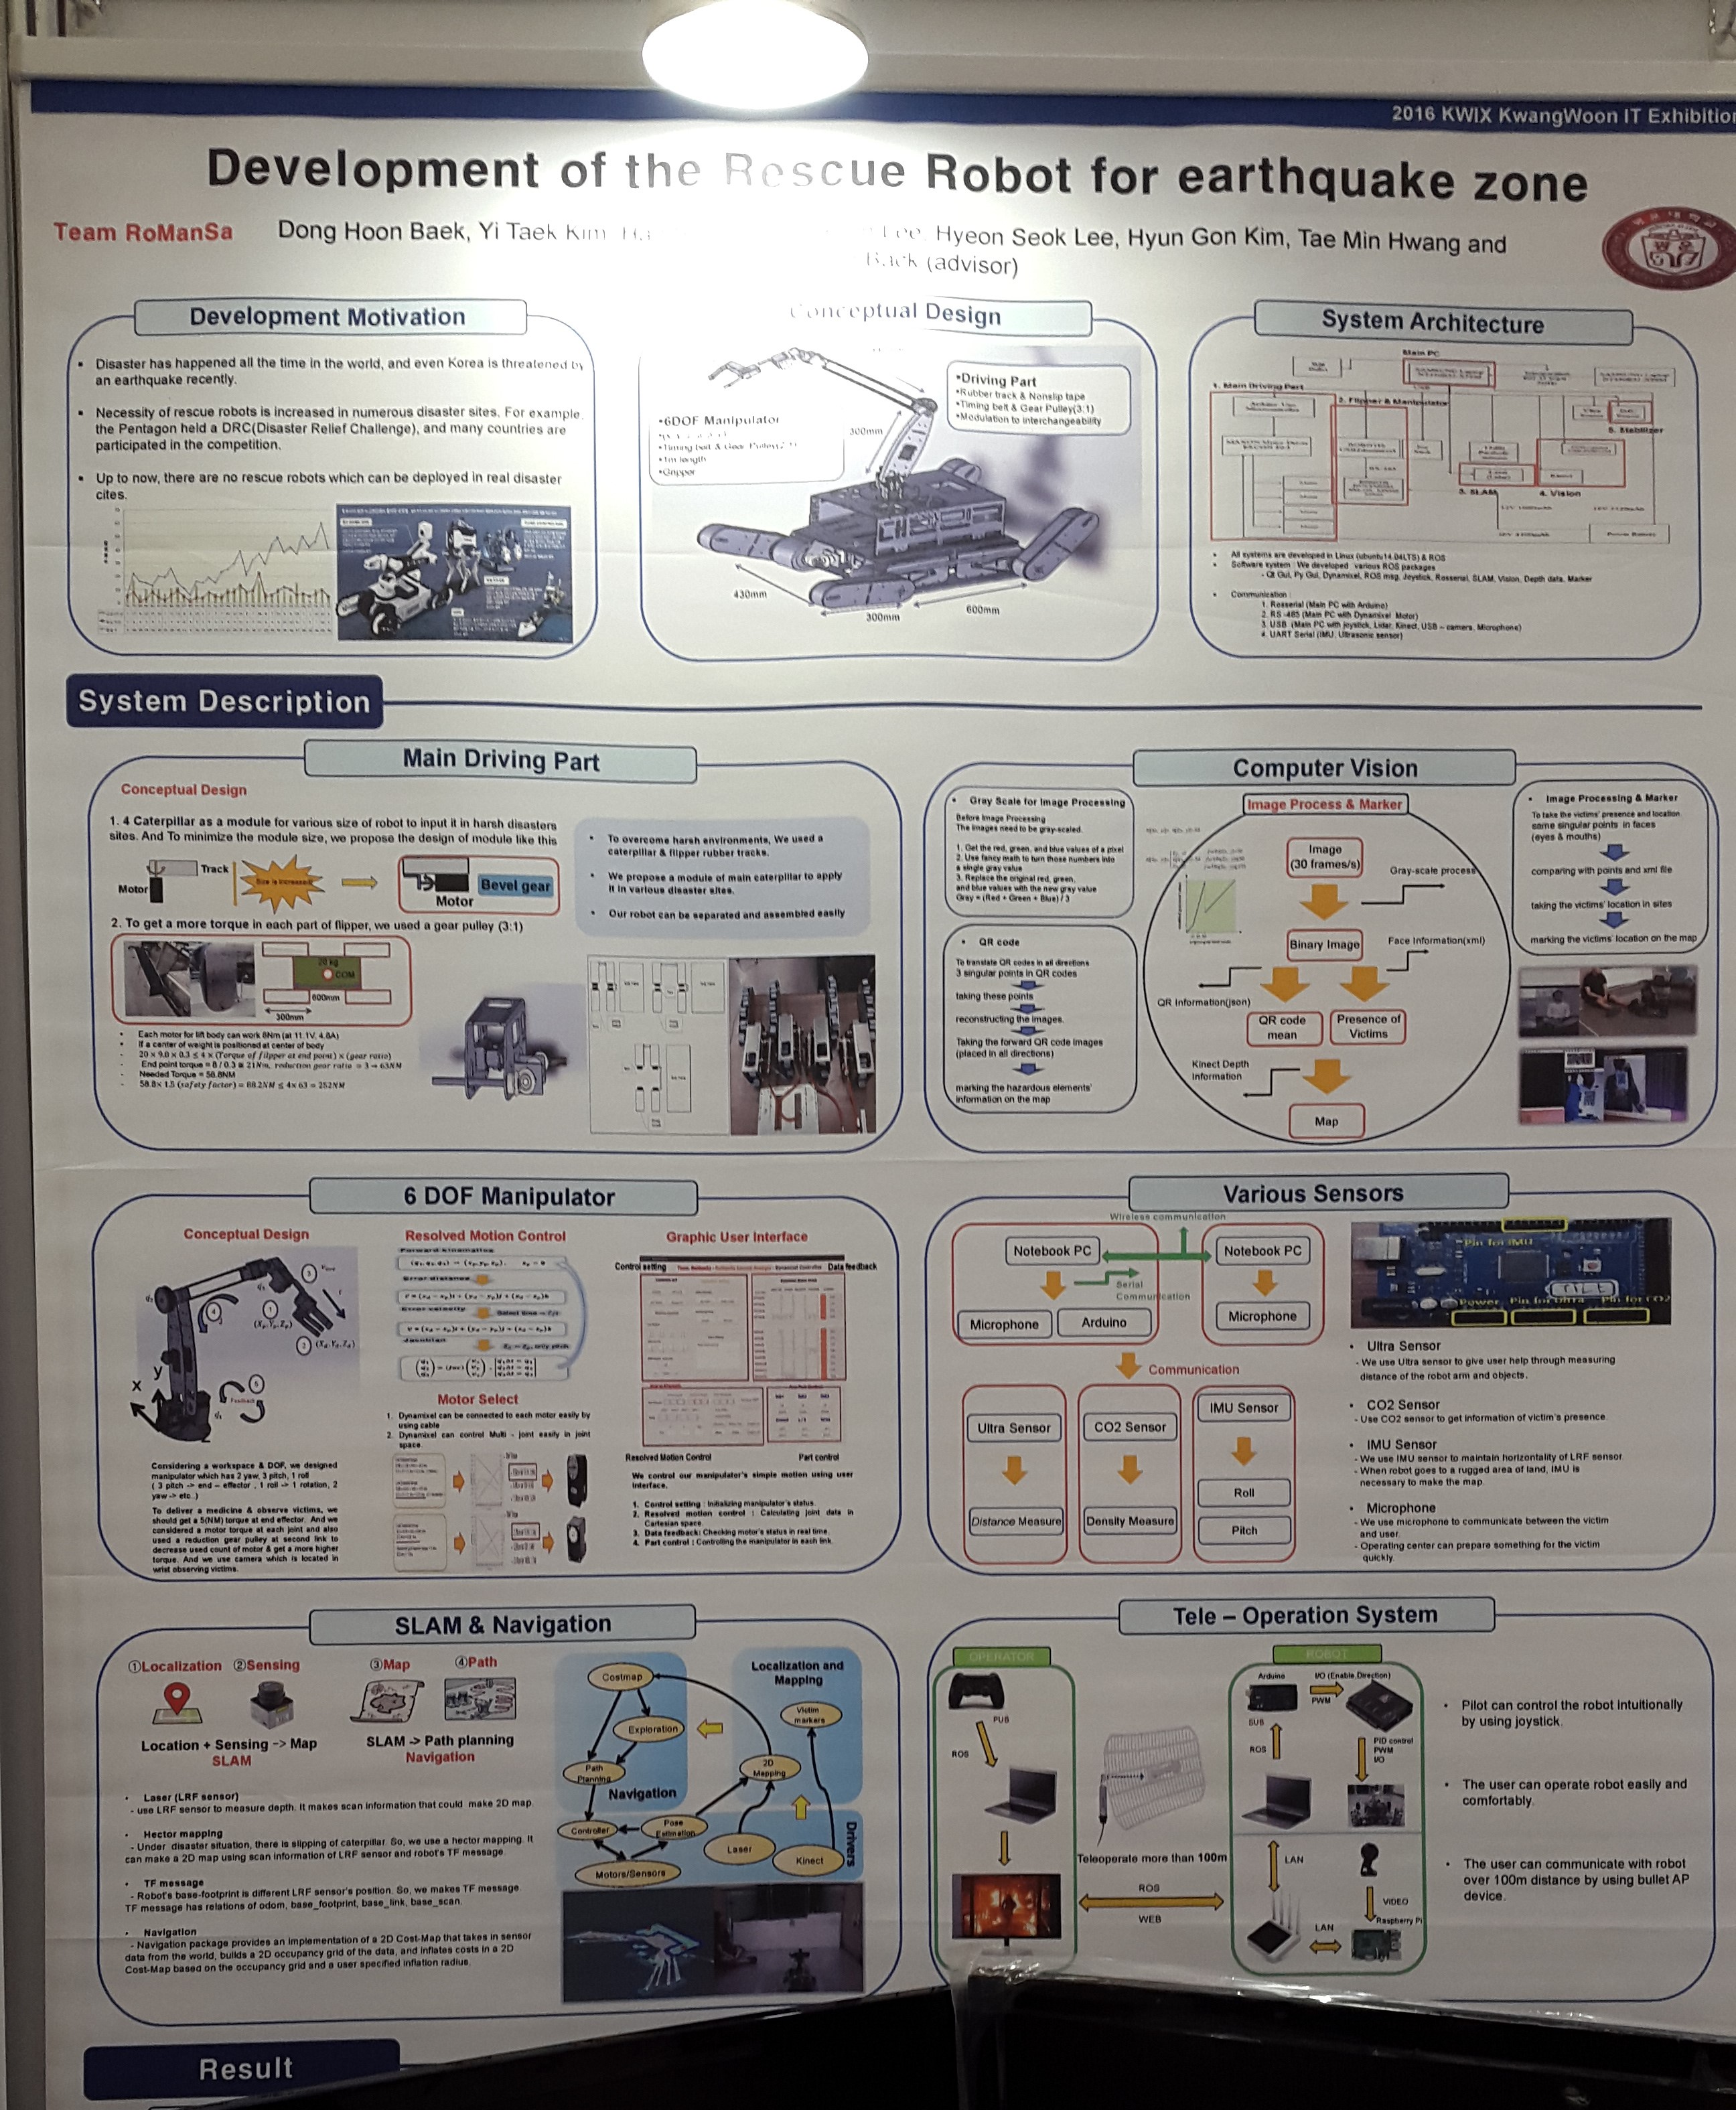 2016 KWIX KwangWoon IT Exhibition
Development of the Rescue Robot for earthquake zone
Team RoManSa
Dong Hoon Baek, Yi Taek Kim
Lee, Hyeon Seok Lee, Hyun Gon Kim, Tae Min Hwang and
(advisor)
Development Motivation
Disaster has happened all the time in the world, and even Korea is threatened by
an earthquake recently.
Necessity of rescue robots is increased in numerous disaster sites. For example,
the Pentagon held a DRC(Disaster Relief Challenge), and many countries are
participated in the competition.
Up to now, there are no rescue robots which can be deployed in real disaster
cites.
Conceptual Design
•6DOF Manipulator
•1m length
•Gripper
•Driving Part
•Rubber track & Nonslip tape
•Timing belt & Gear Pulley(3:1)
•Modulation to interchangeability
300mm
430mm
300mm
600mm
System Architecture
Main PC
1. Main Driving Part
2. Flipper & Manipulator
5. Stabilizer
3. SLAM
4. Vision
All systems are developed in Linux (ubuntu14.04LTS) & ROS
Software system : We developed various ROS packages
- Qt Gui, Py Gui, Dynamixel, ROS msg, Joystick, Rosserial, SLAM, Vision, Depth data, Marker
Communication
1. Rosserial (Main PC with Arduino)
2. RS -485 (Main PC with Dynamixel Motor)
3. USB (Main PC with joystick, Lidar, Kinect, USB – camera, Microphone)
4. UART Serial (IMU, Ultrasonic sensor)
System Description
Main Driving Part
Conceptual Design
1. 4 Caterpillar as a module for various size of robot to input it in harsh disasters
sites. And To minimize the module size, we propose the design of module like this
Track
Motor
Size is increased
Bevel gear
Motor
2. To get a more torque in each part of flipper, we used a gear pulley (3:1)
20 kg
COM
600mm
300mm
Each motor for lift body can work 8Nm (at 11.1V, 4.8A)
If a center of weight is positioned at center of body
20 × 9.8 × 0.3 ≤ 4 × (Torque of flipper at end point) × (gear ratio)
Needed Torque = 58.8NM
58.8× 1.5 (safety factor) = 88.2NM ≤ 4× 63 = 252NM
To overcome harsh environments, We used a
caterpillar & flipper rubber tracks.
We propose a module of main caterpillar to apply
it in various disaster sites.
Our robot can be separated and assembled easily
Computer Vision
Gray Scale for Image Processing
Before Image Processing
The images need to be gray-scaled.
1. Get the red, green, and blue values of a pixel
2. Use fancy math to turn those numbers into
a single gray value
3. Replace the original red, green,
and blue values with the new gray value
Gray = (Red + Green + Blue) / 3
QR code
To translate QR codes in all directions
3 singular points in QR codes
taking these points
reconstructing the images.
Taking the forward QR code images
(placed in all directions)
marking the hazardous elements'
information on the map
Image Process & Marker
Image
(30 frames/s)
Gray-scale process
Binary Image
Face Information(xml)
QR Information(json)
QR code
mean
Presence of
Victims
Kinect Depth
Information
Map
Image Processing & Marker
To take the victims' presence and location
some singular points in faces
(eyes & mouths)
comparing with points and xml file
taking the victims' location in sites
marking the victims' location on the map
6 DOF Manipulator
Conceptual Design
Considering a workspace & DOF, we designed
manipulator which has 2 yaw, 3 pitch, 1 roll
( 3 pitch -> end – effector , 1 roll -> 1 rotation, 2
yaw -> etc..)
To deliver a medicine & observe victims, we
should get a 5(NM) torque at end effector. And we
considered a motor torque at each joint and also
used a reduction gear pulley at second link to
decrease used count of motor & get a more higher
torque. And we use camera which is located in
wrist observing victims.
Resolved Motion Control
Forward kinematics
Error distance
Motor Select
1. Dynamixel can be connected to each motor easily by
using cable
2. Dynamixel can control Multi - joint easily in joint
space.
Graphic User Interface
Control setting
Data feedback
Resolved Motion Control
Part control
We control our manipulator's simple motion using user
interface.
1. Control setting : Initializing manipulator's status.
2. Resolved motion control : Calculating joint data in
Cartesian space.
3. Data feedback: Checking motor's status in real time.
4. Part control : Controlling the manipulator in each link.
Various Sensors
Wireless communication
Notebook PC
Notebook PC
Serial
Communication
Microphone
Arduino
Microphone
Communication
Ultra Sensor
Distance Measure
CO2 Sensor
Density Measure
IMU Sensor
Roll
Pitch
Pin for IMU
Power
Pin for Ultra
Pin for CO2
Ultra Sensor
- We use Ultra sensor to give user help through measuring
distance of the robot arm and objects.
CO2 Sensor
- Use CO2 sensor to get information of victim's presence.
IMU Sensor
- We use IMU sensor to maintain horizontality of LRF sensor.
- When robot goes to a rugged area of land, IMU is
necessary to make the map.
Microphone
- We use microphone to communicate between the victim
and user.
- Operating center can prepare something for the victim
quickly.
SLAM & Navigation
①Localization ②Sensing
③Map
④Path
Location + Sensing -> Map
SLAM
SLAM -> Path planning
Navigation
Laser (LRF sensor)
- use LRF sensor to measure depth. It makes scan information that could make 2D map.
Hector mapping
- Under disaster situation, there is slipping of caterpillar. So, we use a hector mapping. It
can make a 2D map using scan information of LRF sensor and robot's TF message.
TF message
- Robot's base-footprint is different LRF sensor's position. So, we makes TF message.
TF message has relations of odom, base_footprint, base_link, base_scan.
Navigation
- Navigation package provides an implementation of a 2D Cost-Map that takes in sensor
data from the world, builds a 2D occupancy grid of the data, and inflates costs in a 2D
Cost-Map based on the occupancy grid and a user specified inflation radius.
Costmap
Exploration
Path
Planning
Navigation
Controller
Pose
Estimation
Motors/Sensors
Localization and
Mapping
Victim
markers
2D
Mapping
Laser
Kinect
Drivers
Tele – Operation System
OPERATOR
PUB
ROS
Teleoperate more than 100m
ROS
WEB
ROBOT
Arduino
I/O (Enable,Direction)
PWM
SUB
ROS
PID control
PWM
I/O
LAN
VIDEO
LAN
Raspberry Pi
Pilot can control the robot intuitionally
by using joystick.
The user can operate robot easily and
comfortably.
The user can communicate with robot
over 100m distance by using bullet AP
device.
Result